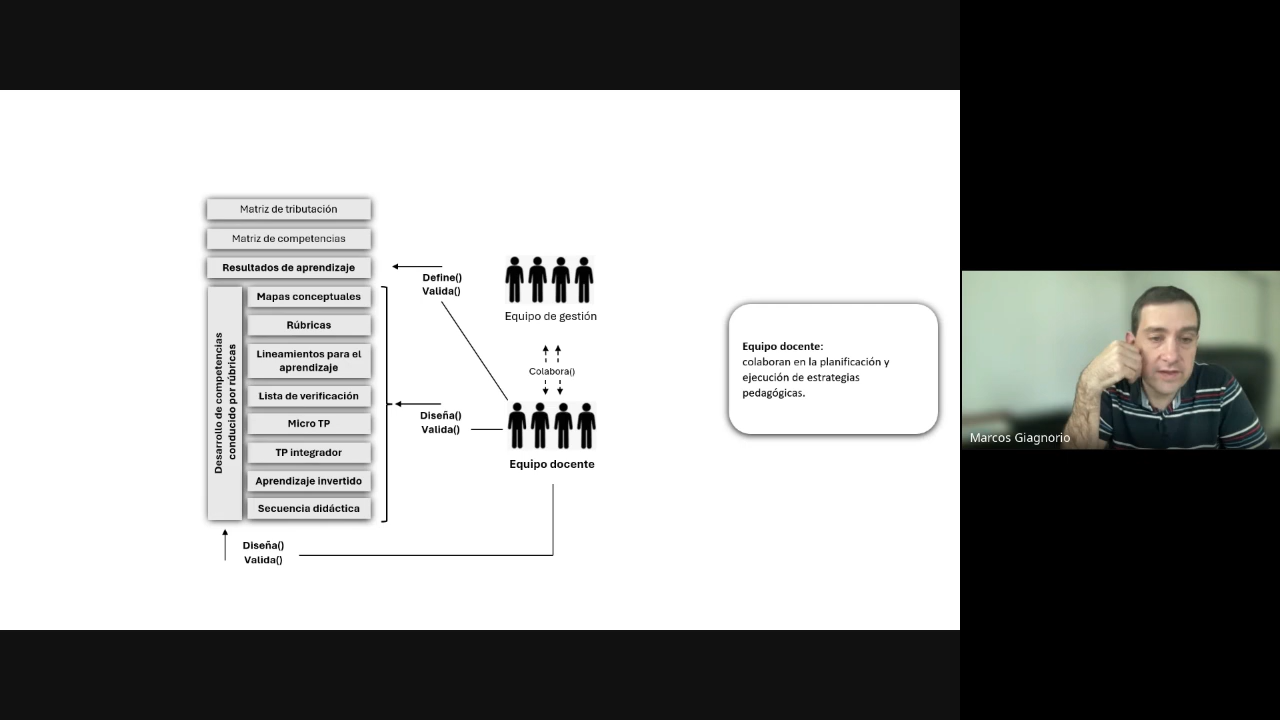 Matriz de tributación
Matriz de competencias
Resultados de aprendizaje
Desarrollo de competencias
conducido por rúbricas
Mapas conceptuales
Rúbricas
Lineamientos para el
aprendizaje
Lista de verificación
Micro TP
TP integrador
Aprendizaje invertido
Secuencia didáctica
Define()
Valida()
Equipo de gestión
Colabora()
Diseña()
Valida()
Equipo docente
Diseña()
Valida()
Equipo docente:
colaboran en la planificación y
ejecución de estrategias
pedagógicas.
Marcos Giagnorio